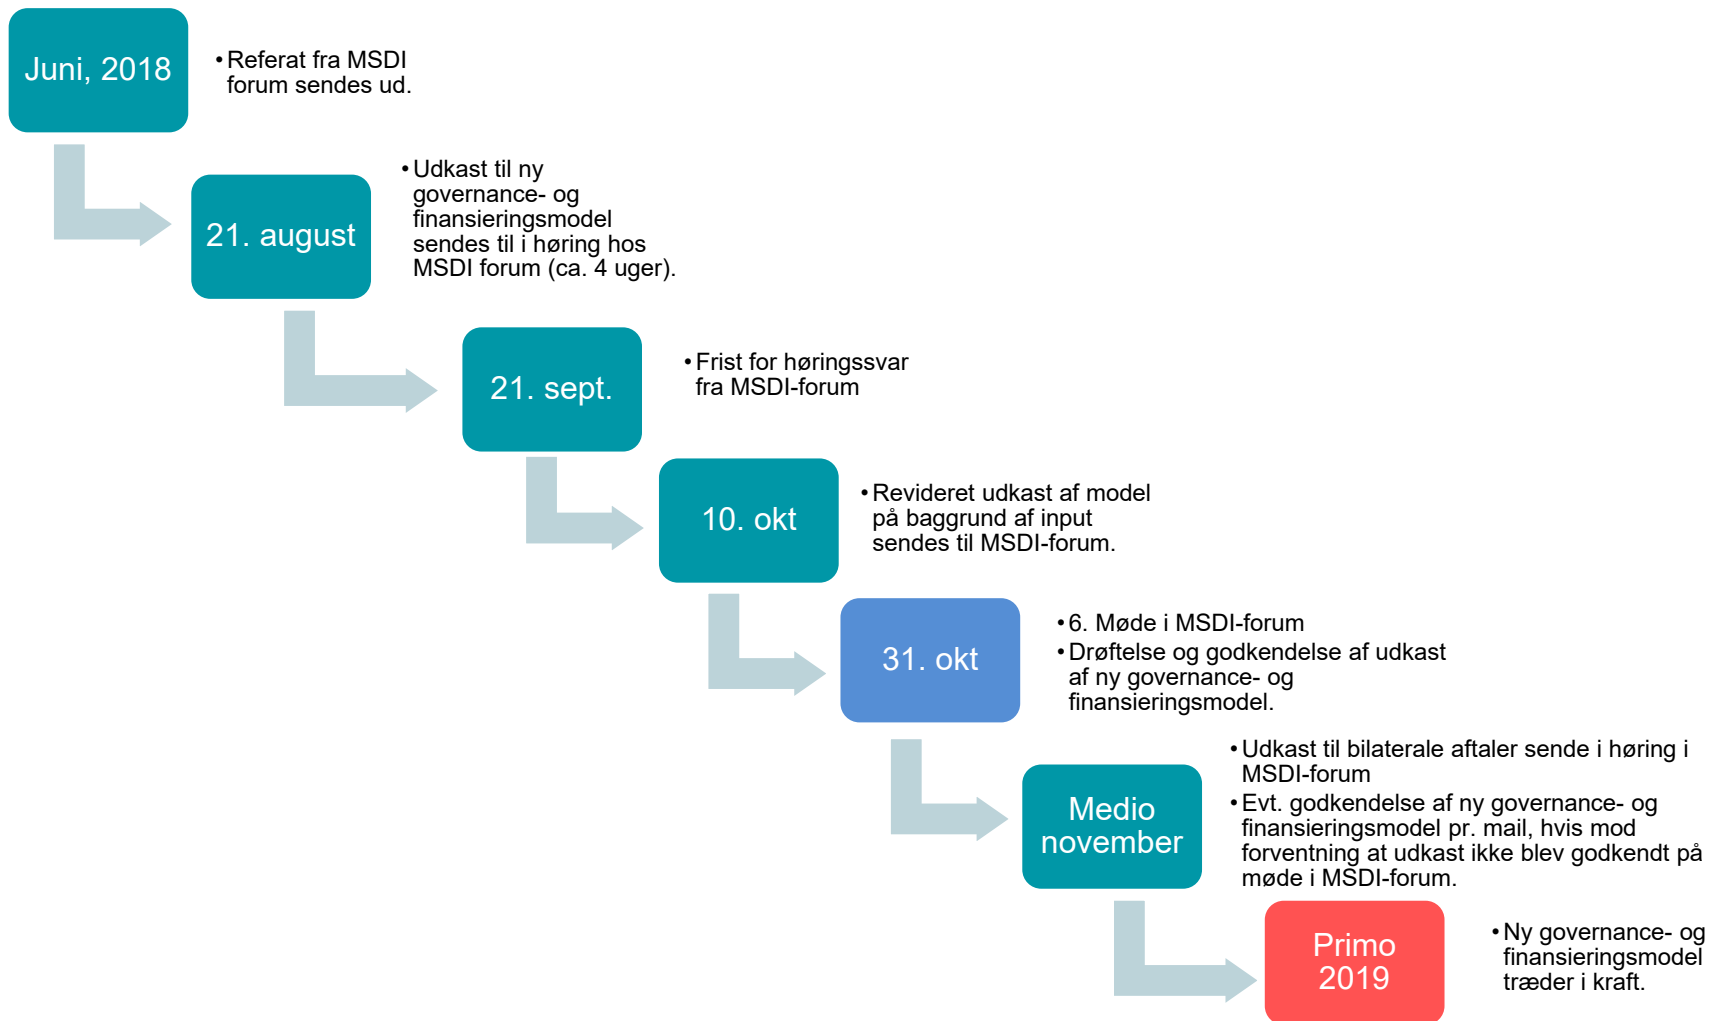 Juni, 2018
• Referat fra MSDI
forum sendes ud.
21. august
• Udkast til ny
governance- og
finansieringsmodel
sendes til i høring hos
MSDI forum (ca. 4 uger).
21. sept.
• Frist for høringssvar
fra MSDI-forum
10. okt
• Revideret udkast af model
på baggrund af input
sendes til MSDI-forum.
31. okt
• 6. Møde i MSDI-forum
• Drøftelse og godkendelse af udkast
af ny governance- og
finansieringsmodel.
Medio
november
• Udkast til bilaterale aftaler sende i høring i
MSDI-forum
• Evt. godkendelse af ny governance- og
finansieringsmodel pr. mail, hvis mod
forventning at udkast ikke blev godkendt på
møde i MSDI-forum.
Primo
2019
• Ny governance- og
finansieringsmodel
træder i kraft.